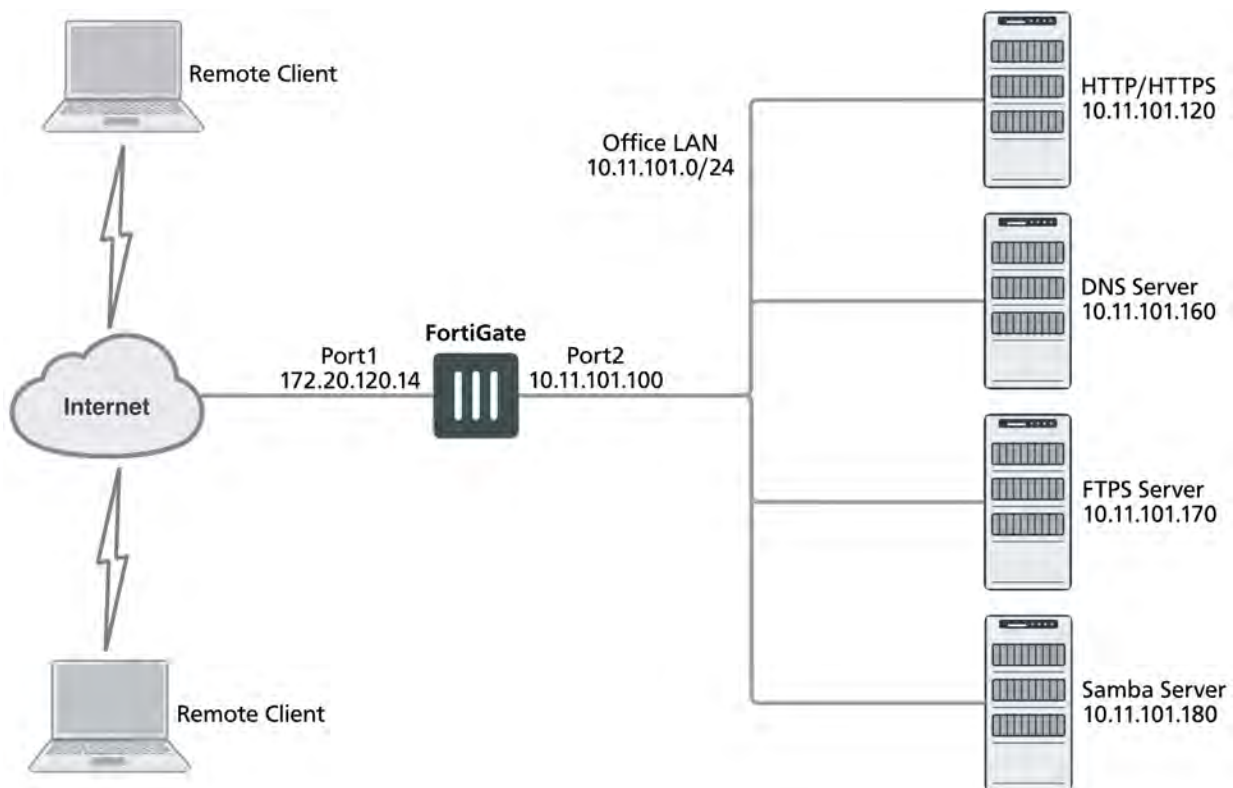 Remote Client
HTTP/HTTPS
10.11.101.120
Office LAN
10.11.101.0/24
DNS Server
10.11.101.160
FortiGate
Port1
172.20.120.14
Port2
10.11.101.100
Internet
FTPS Server
10.11.101.170
Samba Server
10.11.101.180
Remote Client